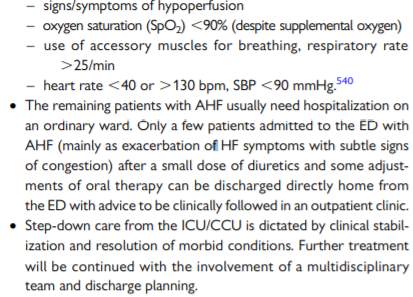 – signs/symptoms of hypoperfusion
– oxygen saturation (SpO₂) <90% (despite supplemental oxygen)
– use of accessory muscles for breathing, respiratory rate
>25/min
– heart rate <40 or >130 bpm, SBP <90 mmHg.⁵⁴⁰
• The remaining patients with AHF usually need hospitalization on
an ordinary ward. Only a few patients admitted to the ED with
AHF (mainly as exacerbation of HF symptoms with subtle signs
of congestion) after a small dose of diuretics and some adjust-
ments of oral therapy can be discharged directly home from
the ED with advice to be clinically followed in an outpatient clinic.
• Step-down care from the ICU/CCU is dictated by clinical stabil-
ization and resolution of morbid conditions. Further treatment
will be continued with the involvement of a multidisciplinary
team and discharge planning.